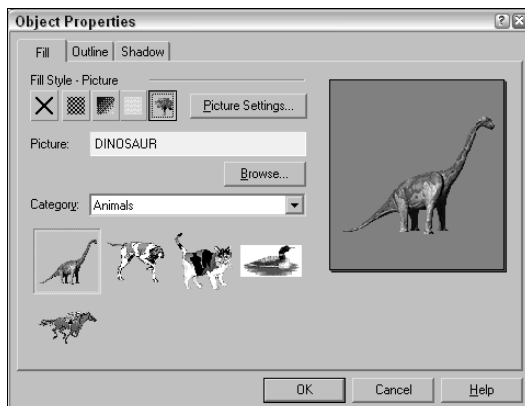 Object Properties
Fill Outline Shadow
Fill Style - Picture
Picture Settings...
Picture: DINOSAUR
Browse...
Category: Animals
OK Cancel Help